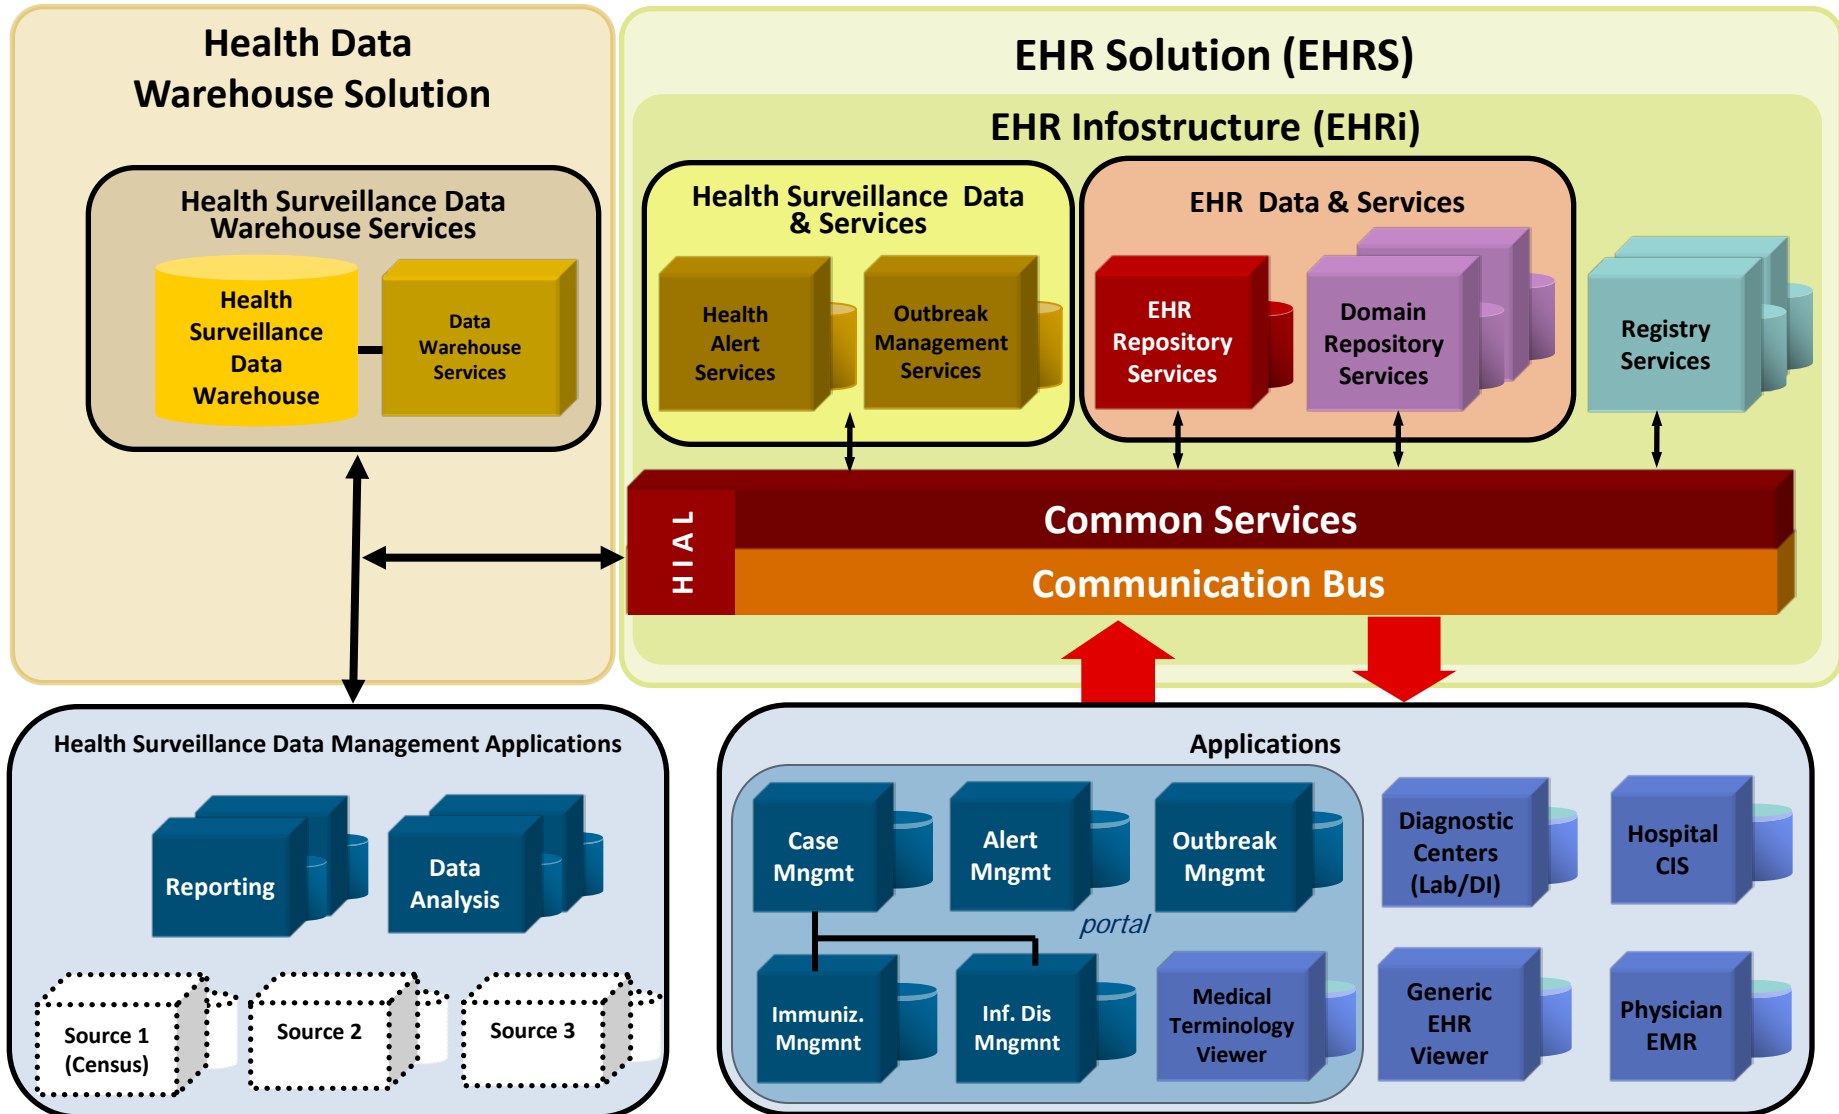 Health Data
Warehouse Solution
Health Surveillance Data
Warehouse Services
Health
Surveillance
Data
Warehouse
Data
Warehouse
Services
EHR Solution (EHRS)
EHR Infostructure (EHRi)
Health Surveillance  Data
& Services
Health
Alert
Services
Outbreak
Management
Services
EHR  Data & Services
EHR
Repository
Services
Domain
Repository
Services
Registry
Services
HIAL
Common Services
Communication Bus
Health Surveillance Data Management Applications
Reporting
Data
Analysis
Source 1
(Census)
Source 2
Source 3
Applications
Case
Mngmt
Alert
Mngmt
Outbreak
Mngmt
portal
Immuniz.
Mngmnt
Inf. Dis
Mngmnt
Medical
Terminology
Viewer
Diagnostic
Centers
(Lab/DI)
Hospital
CIS
Generic
EHR
Viewer
Physician
EMR